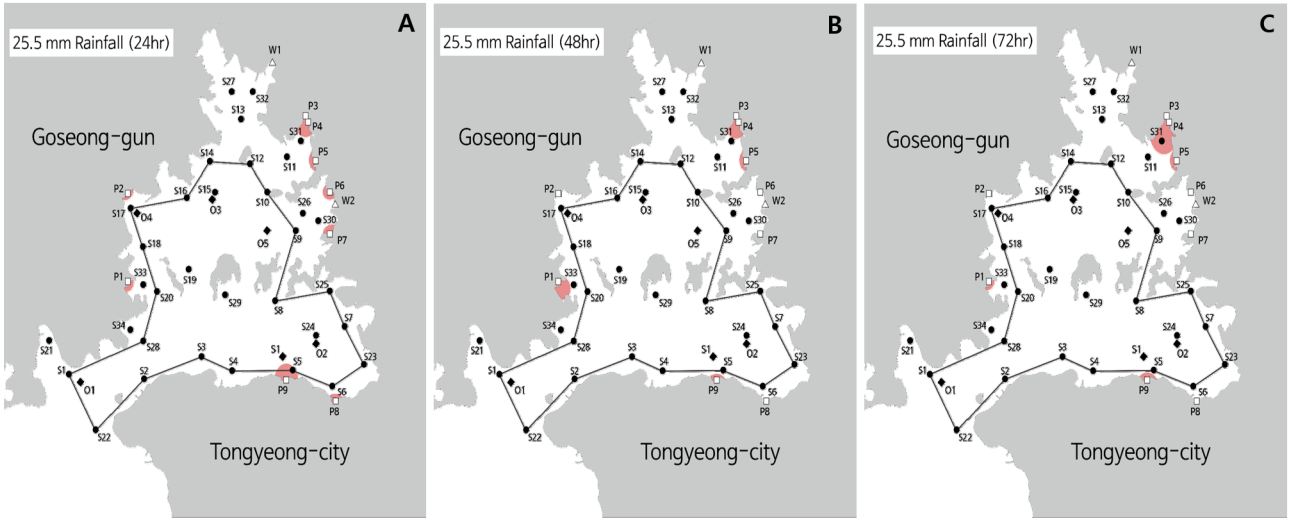 A
25.5 mm Rainfall (24hr)
W1
S27
S32
S13
P3
P4
S31
Goseong-gun
S14
S12
S11
P5
P2
S16
S15
O3
S10
P6
S17
O4
S26
W2
S30
O5
S9
P7
S18
P1
S33
S19
S20
S29
S25
S8
S34
S24
S7
S21
S28
S3
S1
O2
S1
S4
S5
S23
O1
S2
P9
S6
P8
S22
Tongyeong-city
B
25.5 mm Rainfall (48hr)
W1
S27
S32
S13
P3
P4
S31
Goseong-gun
S14
S12
S11
P5
P2
S16
S15
O3
S10
P6
S17
O4
S26
W2
S30
O5
S9
P7
S18
P1
S33
S19
S20
S29
S25
S8
S34
S24
S7
S21
S28
S3
S1
O2
S1
S4
S5
S23
O1
S2
P9
S6
P8
S22
Tongyeong-city
C
25.5 mm Rainfall (72hr)
W1
S27
S32
S13
P3
P4
S31
Goseong-gun
S14
S12
S11
P5
P2
S16
S15
O3
S10
P6
S17
O4
S26
W2
S30
O5
S9
P7
S18
P1
S33
S19
S20
S29
S25
S8
S34
S24
S7
S21
S28
S3
S1
O2
S1
S4
S5
S23
O1
S2
P9
S6
P8
S22
Tongyeong-city